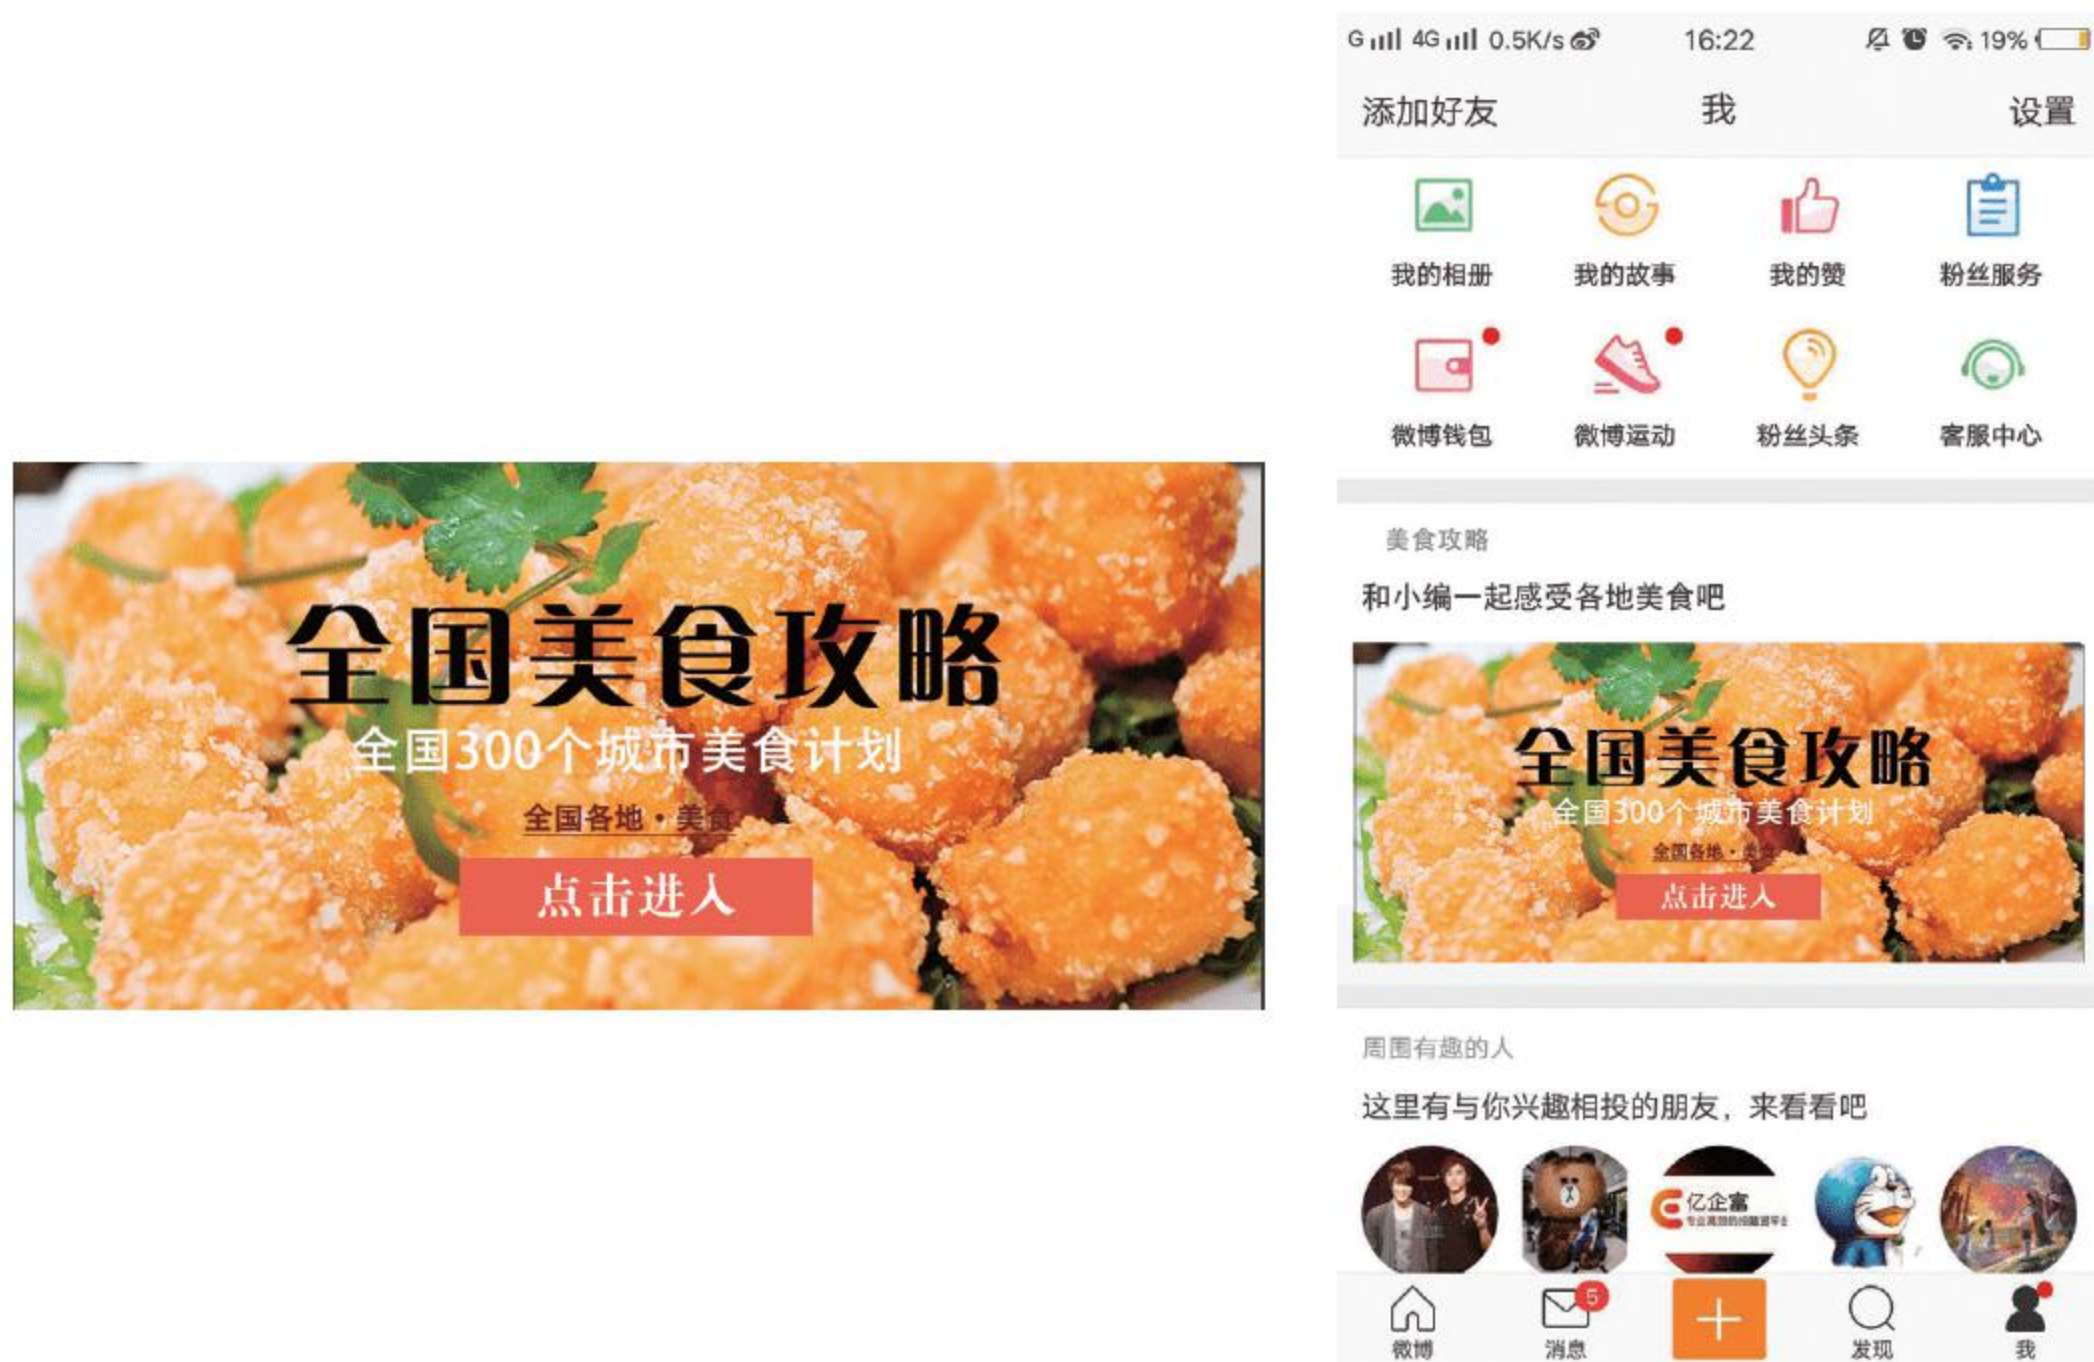 全国美食攻略
全国300个城市美食计划
全国各地·美食
点击进入
G 4G 0.5K/s 16:22 19%
添加好友 我 设置
我的相册 我的故事 我的赞 粉丝服务
微博钱包 微博运动 粉丝头条 客服中心
美食攻略
和小编一起感受各地美食吧
全国美食攻略
全国300个城市美食计划
全国各地·美食
点击进入
周围有趣的人
这里有与你兴趣相投的朋友，来看看吧
亿企富
5
微博 消息 发现 我